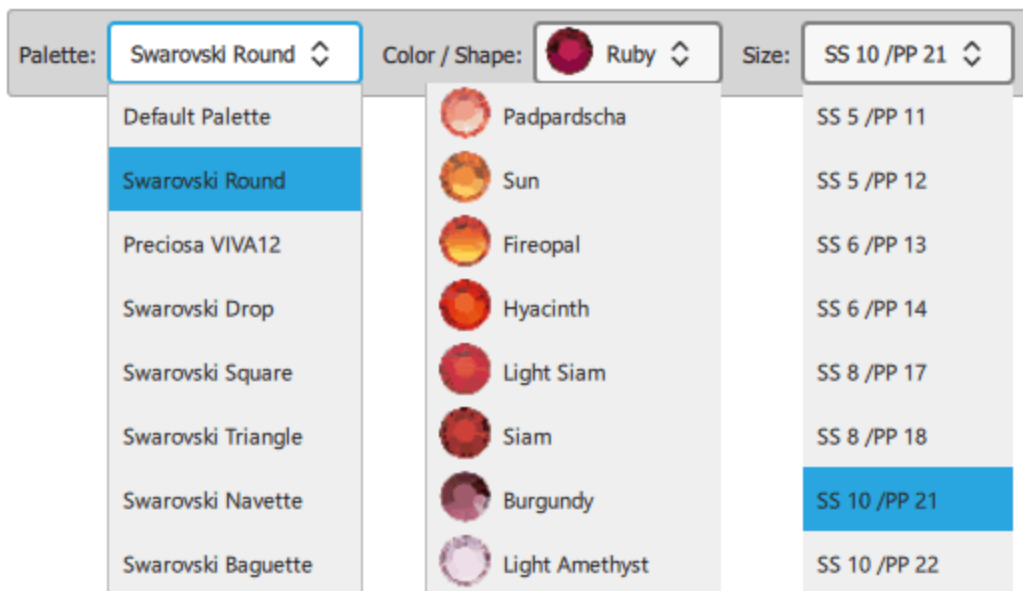 Palette: Swarovski Round Color / Shape: Ruby Size: SS 10 /PP 21
Default Palette
Swarovski Round
Preciosa VIVA12
Swarovski Drop
Swarovski Square
Swarovski Triangle
Swarovski Navette
Swarovski Baguette
Padpardscha
Sun
Fireopal
Hyacinth
Light Siam
Siam
Burgundy
Light Amethyst
SS 5 /PP 11
SS 5 /PP 12
SS 6 /PP 13
SS 6 /PP 14
SS 8 /PP 17
SS 8 /PP 18
SS 10 /PP 21
SS 10 /PP 22